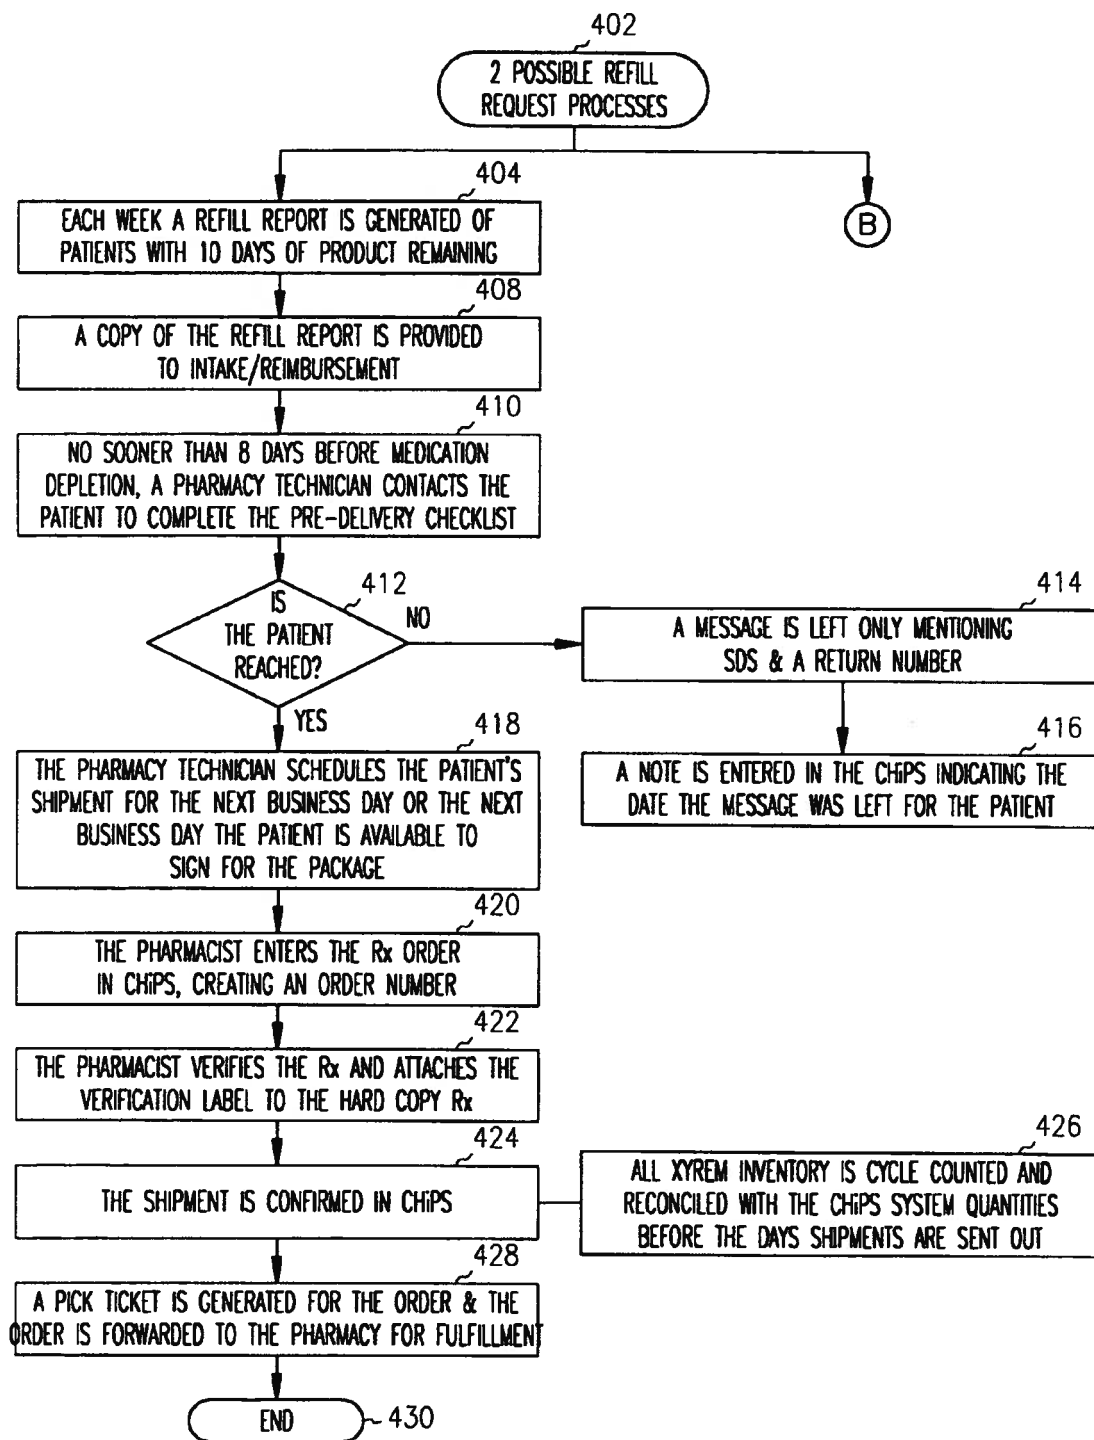 402
2 POSSIBLE REFILL
REQUEST PROCESSES
404
EACH WEEK A REFILL REPORT IS GENERATED OF
PATIENTS WITH 10 DAYS OF PRODUCT REMAINING
B
408
A COPY OF THE REFILL REPORT IS PROVIDED
TO INTAKE/REIMBURSEMENT
410
NO SOONER THAN 8 DAYS BEFORE MEDICATION
DEPLETION, A PHARMACY TECHNICIAN CONTACTS THE
PATIENT TO COMPLETE THE PRE-DELIVERY CHECKLIST
412
IS
THE PATIENT
REACHED?
NO
414
A MESSAGE IS LEFT ONLY MENTIONING
SDS & A RETURN NUMBER
416
A NOTE IS ENTERED IN THE CHiPS INDICATING THE
DATE THE MESSAGE WAS LEFT FOR THE PATIENT
YES
418
THE PHARMACY TECHNICIAN SCHEDULES THE PATIENT'S
SHIPMENT FOR THE NEXT BUSINESS DAY OR THE NEXT
BUSINESS DAY THE PATIENT IS AVAILABLE TO
SIGN FOR THE PACKAGE
420
THE PHARMACIST ENTERS THE Rx ORDER
IN CHiPS, CREATING AN ORDER NUMBER
422
THE PHARMACIST VERIFIES THE Rx AND ATTACHES THE
VERIFICATION LABEL TO THE HARD COPY Rx
424
THE SHIPMENT IS CONFIRMED IN CHiPS
426
ALL XYREM INVENTORY IS CYCLE COUNTED AND
RECONCILED WITH THE CHiPS SYSTEM QUANTITIES
BEFORE THE DAYS SHIPMENTS ARE SENT OUT
428
A PICK TICKET IS GENERATED FOR THE ORDER & THE
ORDER IS FORWARDED TO THE PHARMACY FOR FULFILLMENT
END
430